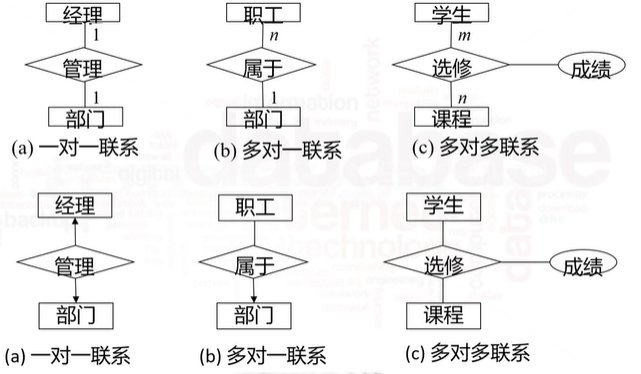 经理 职工 学生
1 n m
管理 属于 选修 成绩
1 1 n
部门 部门 课程
(a) 一对一联系 (b) 多对一联系 (c) 多对多联系
经理 职工 学生
管理 属于 选修 成绩
部门 部门 课程
(a) 一对一联系 (b) 多对一联系 (c) 多对多联系